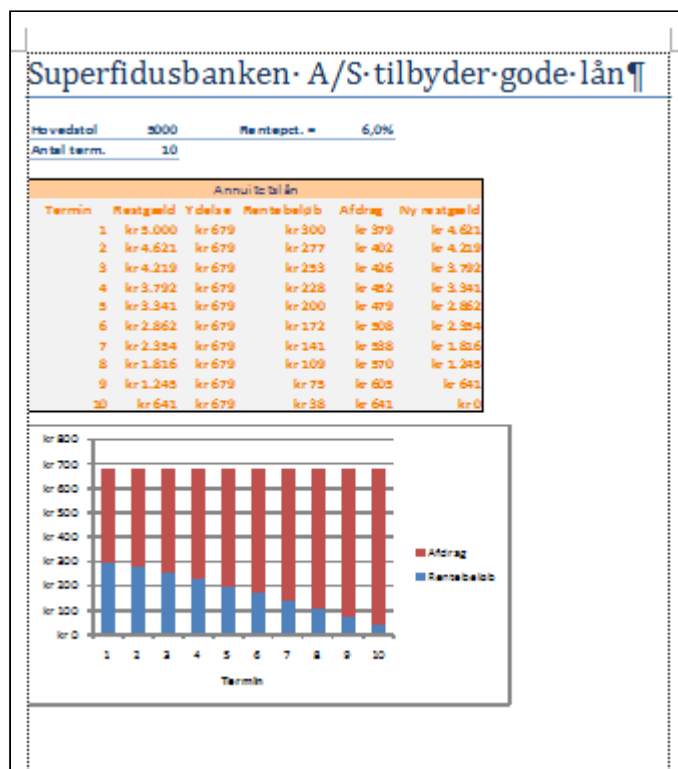 Superfidusbanken· A/S·tilbyder·gode·lån¶
Hovedstol 5000 Rentepct. = 6,0%
Antal term. 10
Annuitetslån
Termin Restgæld Ydelse Rentebeløb Afdrag Ny restgæld
1 kr 5.000 kr 679 kr 300 kr 379 kr 4.621
2 kr 4.621 kr 679 kr 277 kr 402 kr 4.219
3 kr 4.219 kr 679 kr 253 kr 426 kr 3.792
4 kr 3.792 kr 679 kr 228 kr 452 kr 3.341
5 kr 3.341 kr 679 kr 200 kr 479 kr 2.862
6 kr 2.862 kr 679 kr 172 kr 508 kr 2.354
7 kr 2.354 kr 679 kr 141 kr 538 kr 1.816
8 kr 1.816 kr 679 kr 109 kr 570 kr 1.245
9 kr 1.245 kr 679 kr 75 kr 605 kr 641
10 kr 641 kr 679 kr 38 kr 641 kr 0
kr 800
kr 700
kr 600
kr 500
kr 400
kr 300
kr 200
kr 100
kr 0
Afdrag
Rentebeløb
1 2 3 4 5 6 7 8 9 10
Termin